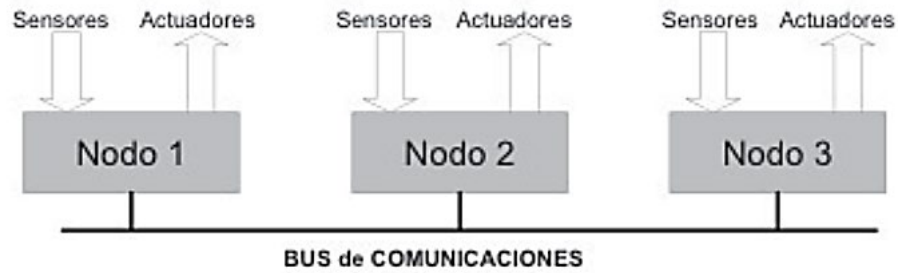 Sensores Actuadores Sensores Actuadores Sensores Actuadores
Nodo 1 Nodo 2 Nodo 3
BUS de COMUNICACIONES